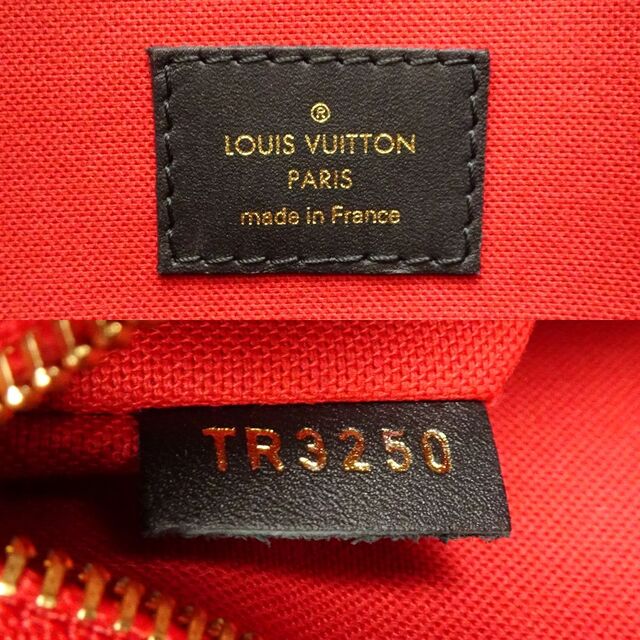 ®
LOUIS VUITTON
PARIS
made in France
TR3250